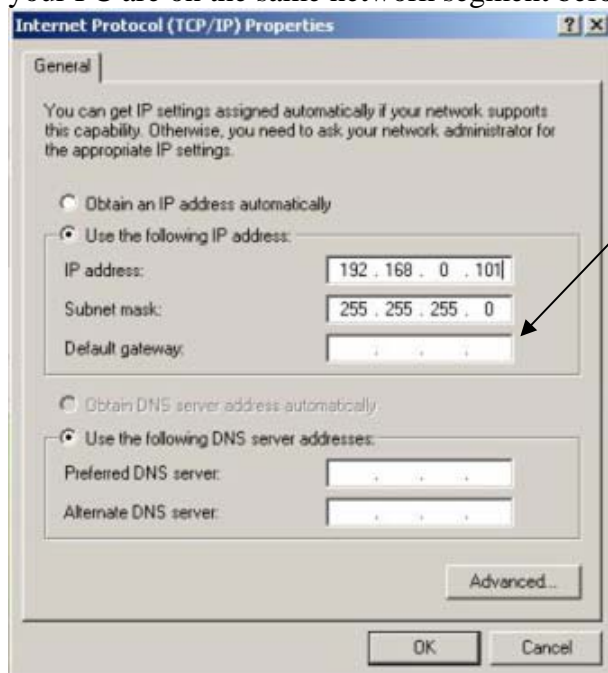 your PC are on the same network segment
Internet Protocol (TCP/IP) Properties
General
You can get IP settings assigned automatically if your network supports
this capability. Otherwise, you need to ask your network administrator for
the appropriate IP settings.
Obtain an IP address automatically
Use the following IP address:
IP address:
192 . 168 . 0 . 101
Subnet mask:
255 . 255 . 255 . 0
Default gateway:
. . .
Obtain DNS server address automatically
Use the following DNS server addresses:
Preferred DNS server:
. . .
Alternate DNS server:
. . .
Advanced...
OK Cancel